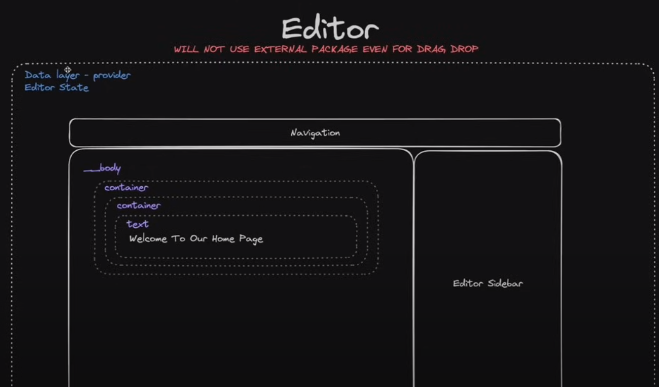 Editor
WILL NOT USE EXTERNAL PACKAGE EVEN FOR DRAG DROP
Data layer - provider
Editor State
Navigation
__body
container
container
text
Welcome To Our Home Page
Editor Sidebar